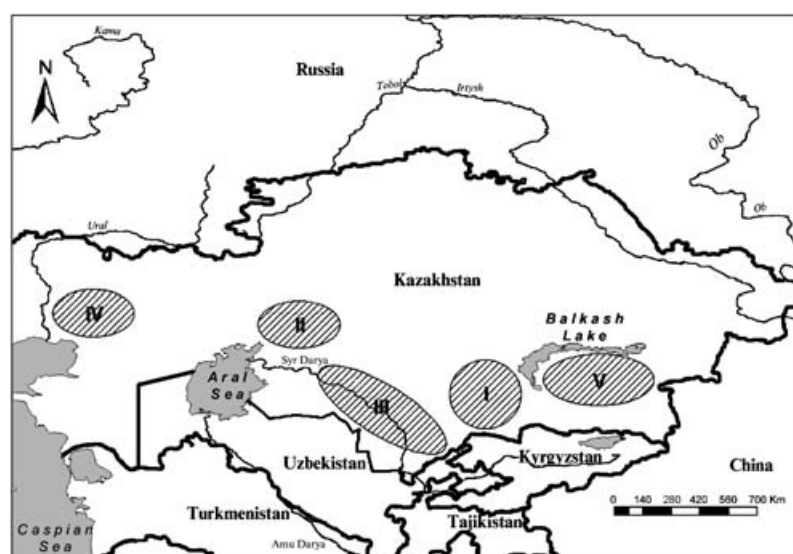 Kama
N
Russia
Tobol
Irtysh
Ob
Ob
Ural
Kazakhstan
IV
II
Balkash
Lake
Syr Darya
Aral
Sea
III
I
V
Uzbekistan
Kyrgyzstan
China
0 140 280 420 560 700 Km
Turkmenistan
Tajikistan
Caspian
Sea
Amu Darya